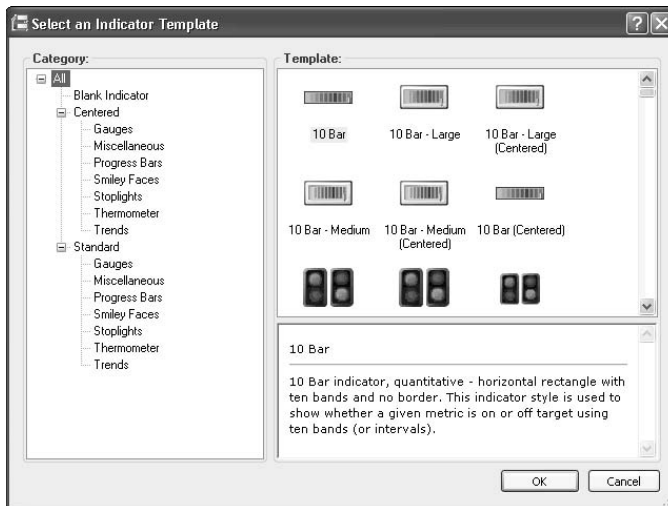 Select an Indicator Template
Category:
All
Blank Indicator
Centered
Gauges
Miscellaneous
Progress Bars
Smiley Faces
Stoplights
Thermometer
Trends
Standard
Gauges
Miscellaneous
Progress Bars
Smiley Faces
Stoplights
Thermometer
Trends
Template:
10 Bar
10 Bar - Large
10 Bar - Large
(Centered)
10 Bar - Medium
10 Bar - Medium
(Centered)
10 Bar (Centered)
10 Bar
10 Bar indicator, quantitative - horizontal rectangle with
ten bands and no border. This indicator style is used to
show whether a given metric is on or off target using
ten bands (or intervals).
OK
Cancel